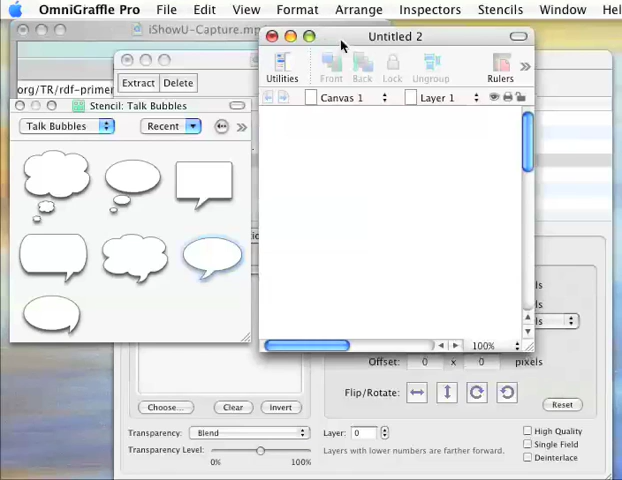 OmniGraffle Pro File Edit Format Arrange Inspectors Stencils Window Help
iShowU-Capture.mp
Untitled 2
Utilities Front Back Lock Ungroup Rulers
Canvas 1 Layer 1
Extract Delete
org/TR/rdf-primer
Stencil: Talk Bubbles
Talk Bubbles Recent
100%
Offset: 0 x 0 pixels
Flip/Rotate:
Choose... Clear Invert Reset
Transparency: Blend Layer: 0
Transparency Level: Layers with lower numbers are farther forward.
0% 100%
High Quality
Single Field
Deinterlace